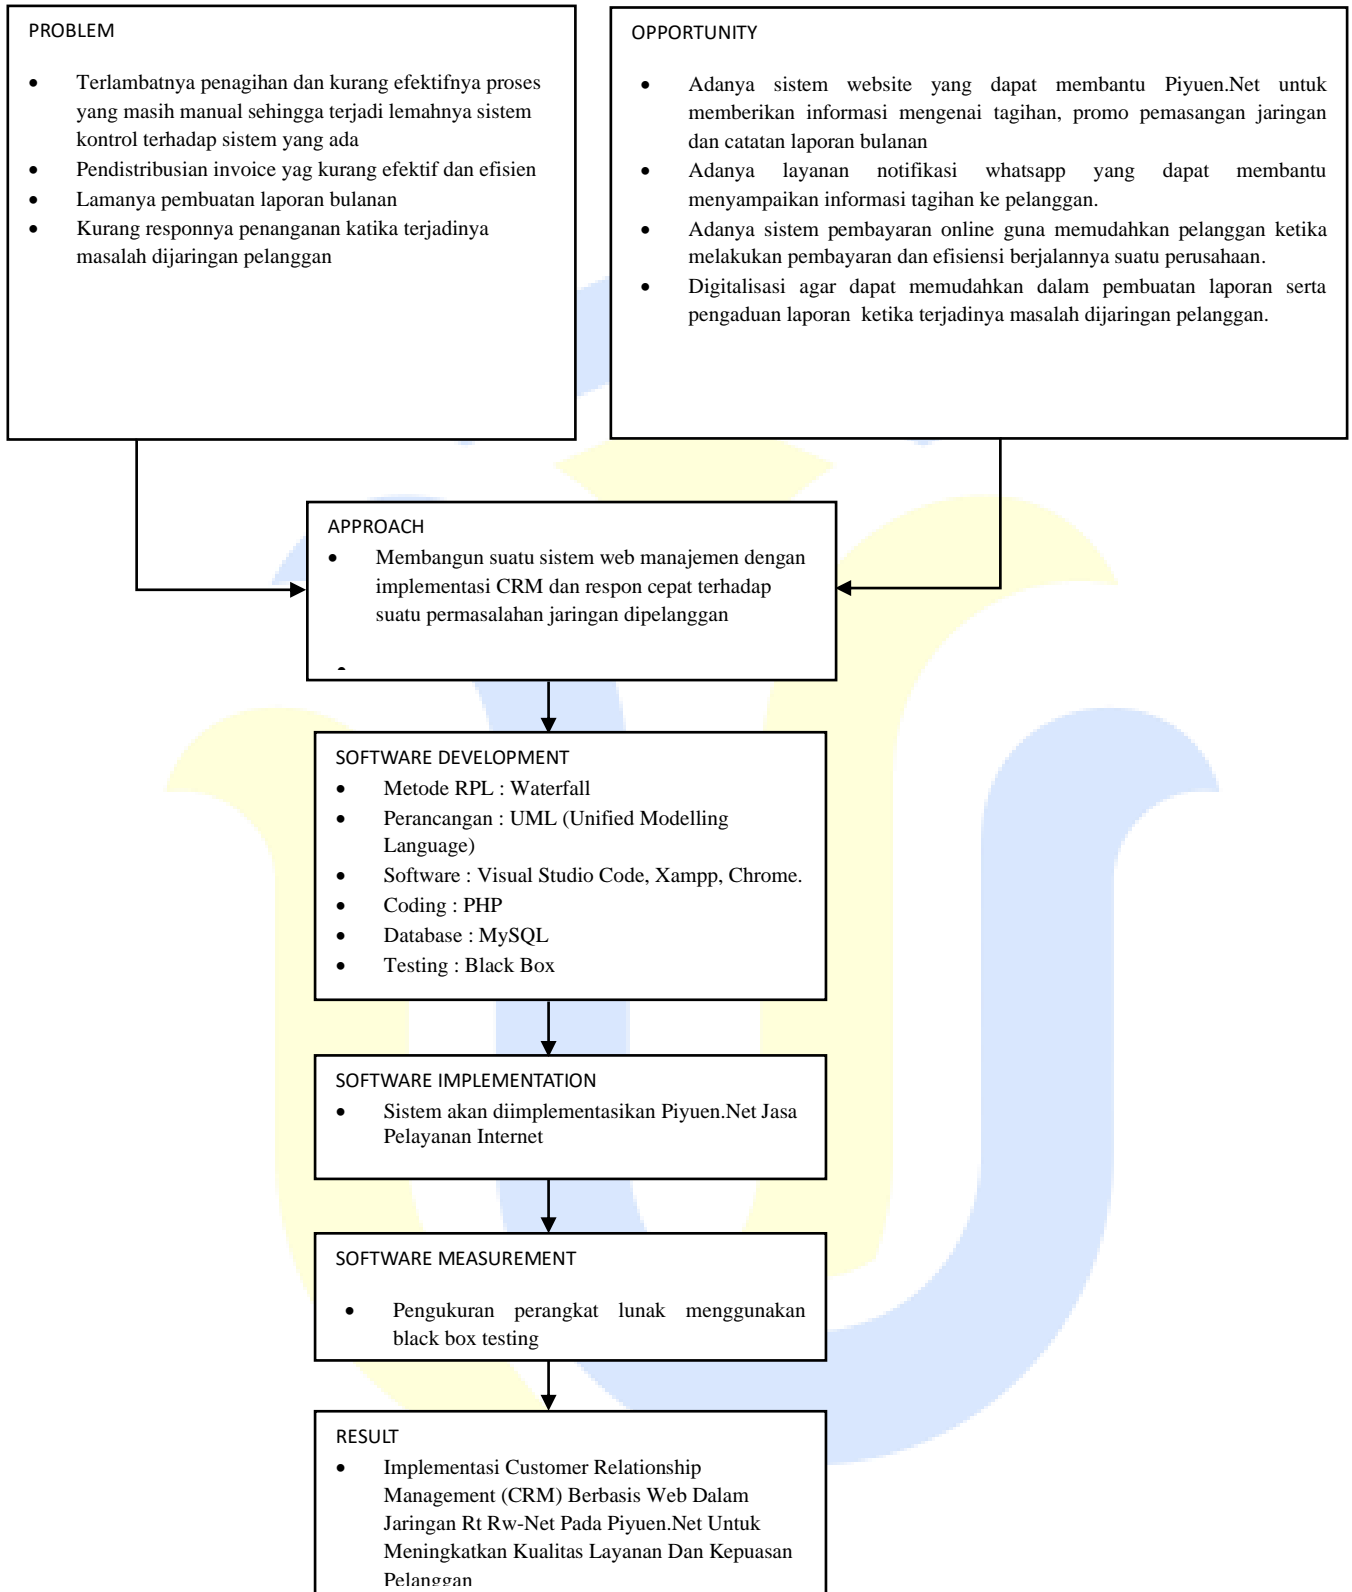 PROBLEM
• Terlambatnya penagihan dan kurang efektifnya proses
yang masih manual sehingga terjadi lemahnya sistem
kontrol terhadap sistem yang ada
• Pendistribusian invoice yag kurang efektif dan efisien
• Lamanya pembuatan laporan bulanan
• Kurang responnya penanganan katika terjadinya
masalah dijaringan pelanggan
OPPORTUNITY
• Adanya sistem website yang dapat membantu Piyuen.Net untuk
memberikan informasi mengenai tagihan, promo pemasangan jaringan
dan catatan laporan bulanan
• Adanya layanan notifikasi whatsapp yang dapat membantu
menyampaikan informasi tagihan ke pelanggan.
• Adanya sistem pembayaran online guna memudahkan pelanggan ketika
melakukan pembayaran dan efisiensi berjalannya suatu perusahaan.
• Digitalisasi agar dapat memudahkan dalam pembuatan laporan serta
pengaduan laporan ketika terjadinya masalah dijaringan pelanggan.
APPROACH
• Membangun suatu sistem web manajemen dengan
implementasi CRM dan respon cepat terhadap
suatu permasalahan jaringan dipelanggan
•
SOFTWARE DEVELOPMENT
• Metode RPL : Waterfall
• Perancangan : UML (Unified Modelling
Language)
• Software : Visual Studio Code, Xampp, Chrome.
• Coding : PHP
• Database : MySQL
• Testing : Black Box
SOFTWARE IMPLEMENTATION
• Sistem akan diimplementasikan Piyuen.Net Jasa
Pelayanan Internet
SOFTWARE MEASUREMENT
• Pengukuran perangkat lunak menggunakan
black box testing
RESULT
• Implementasi Customer Relationship
Management (CRM) Berbasis Web Dalam
Jaringan Rt Rw-Net Pada Piyuen.Net Untuk
Meningkatkan Kualitas Layanan Dan Kepuasan
Pelanggan